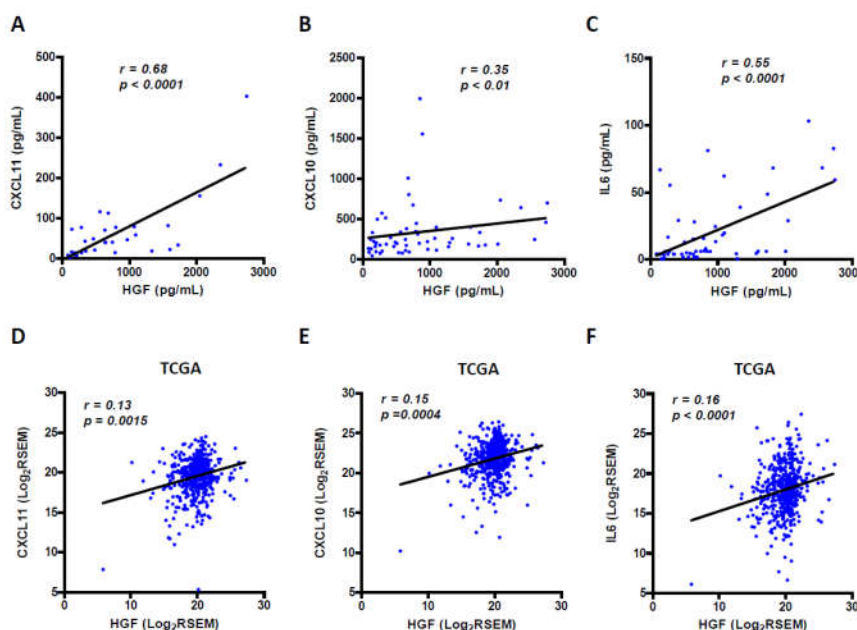 A
B
C
r = 0.68
p < 0.0001
r = 0.35
p < 0.01
r = 0.55
p < 0.0001
CXCL11
(pg/mL)
500
400
300
200
100
0
0 1000 2000 3000
HGF (pg/mL)
CXCL10
(pg/mL)
2500
2000
1500
1000
500
0
0 1000 2000 3000
HGF (pg/mL)
IL6
(pg/mL)
150
100
50
0
0 1000 2000 3000
HGF (pg/mL)
D
E
F
TCGA
TCGA
TCGA
r = 0.13
p = 0.0015
r = 0.15
p =0.0004
r = 0.16
p < 0.0001
CXCL11 (Log2RSEM)
30
25
20
15
10
5
0 10 20 30
HGF (Log2RSEM)
CXCL10 (Log2RSEM)
30
25
20
15
10
5
0 10 20 30
HGF (Log2RSEM)
IL6 (Log2RSEM)
30
25
20
15
10
5
0 10 20 30
HGF (Log2RSEM)